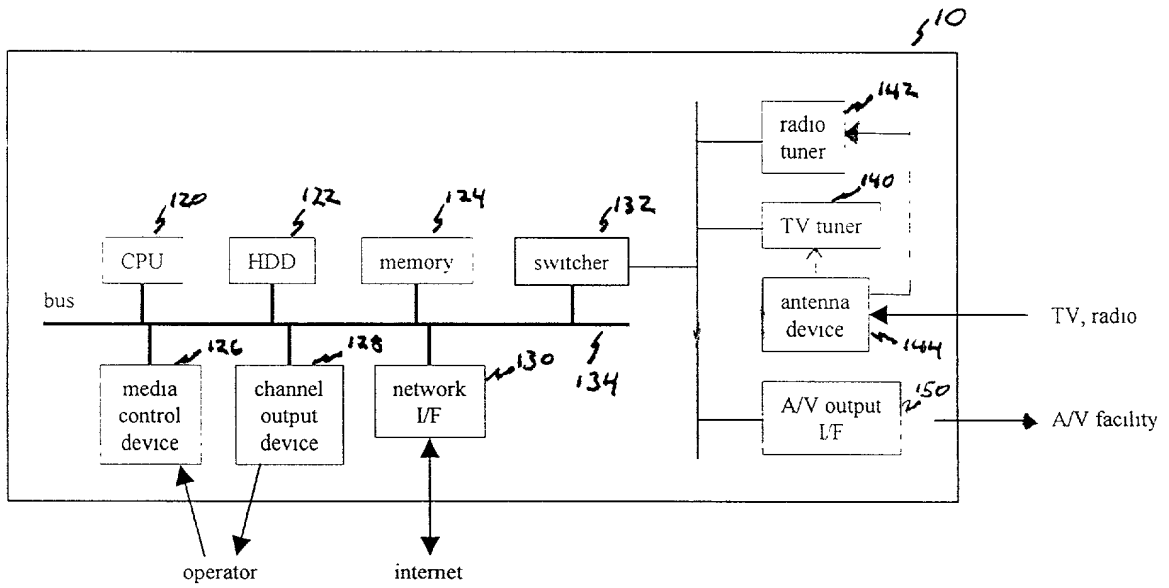 10
142
radio
tuner
140
TV tuner
120
122
124
132
CPU
HDD
memory
switcher
bus
antenna
device
TV, radio
144
126
128
130
134
media
control
device
channel
output
device
network
I/F
150
A/V output
I/F
A/V facility
operator
internet